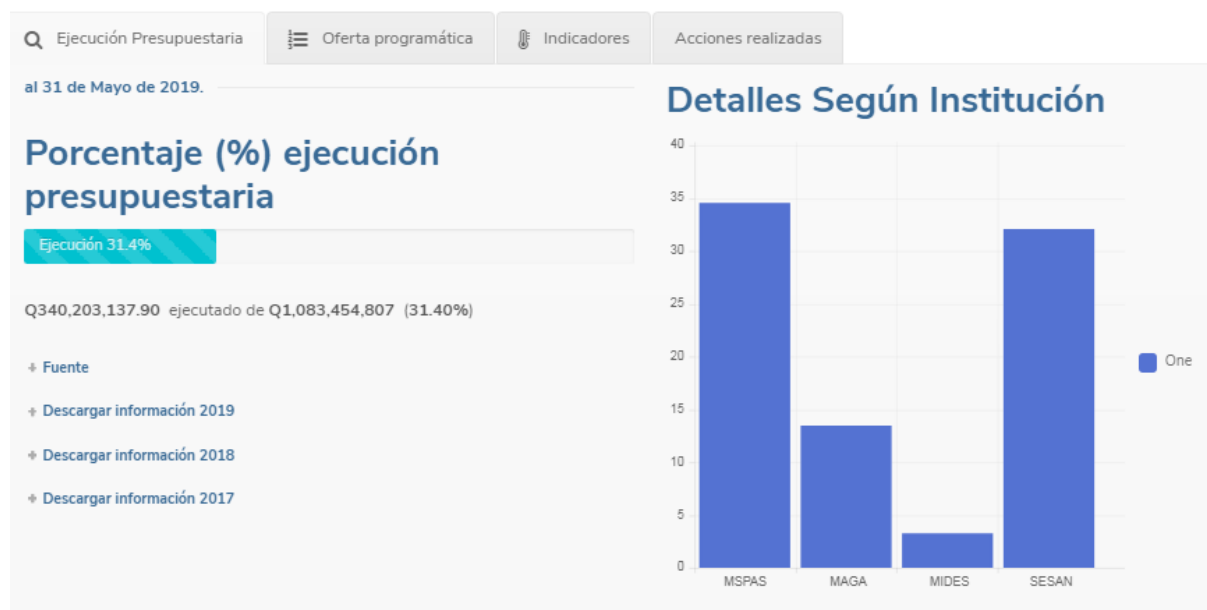 Ejecución Presupuestaria
Oferta programática
Indicadores
Acciones realizadas
al 31 de Mayo de 2019.
Porcentaje (%) ejecución
presupuestaria
Ejecución 31.4%
Q340,203,137.90 ejecutado de Q1,083,454,807 (31.40%)
Fuente
Descargar información 2019
Descargar información 2018
Descargar información 2017
Detalles Según Institución
40
35
30
25
20
15
10
5
0
MSPAS MAGA MIDES SESAN
One